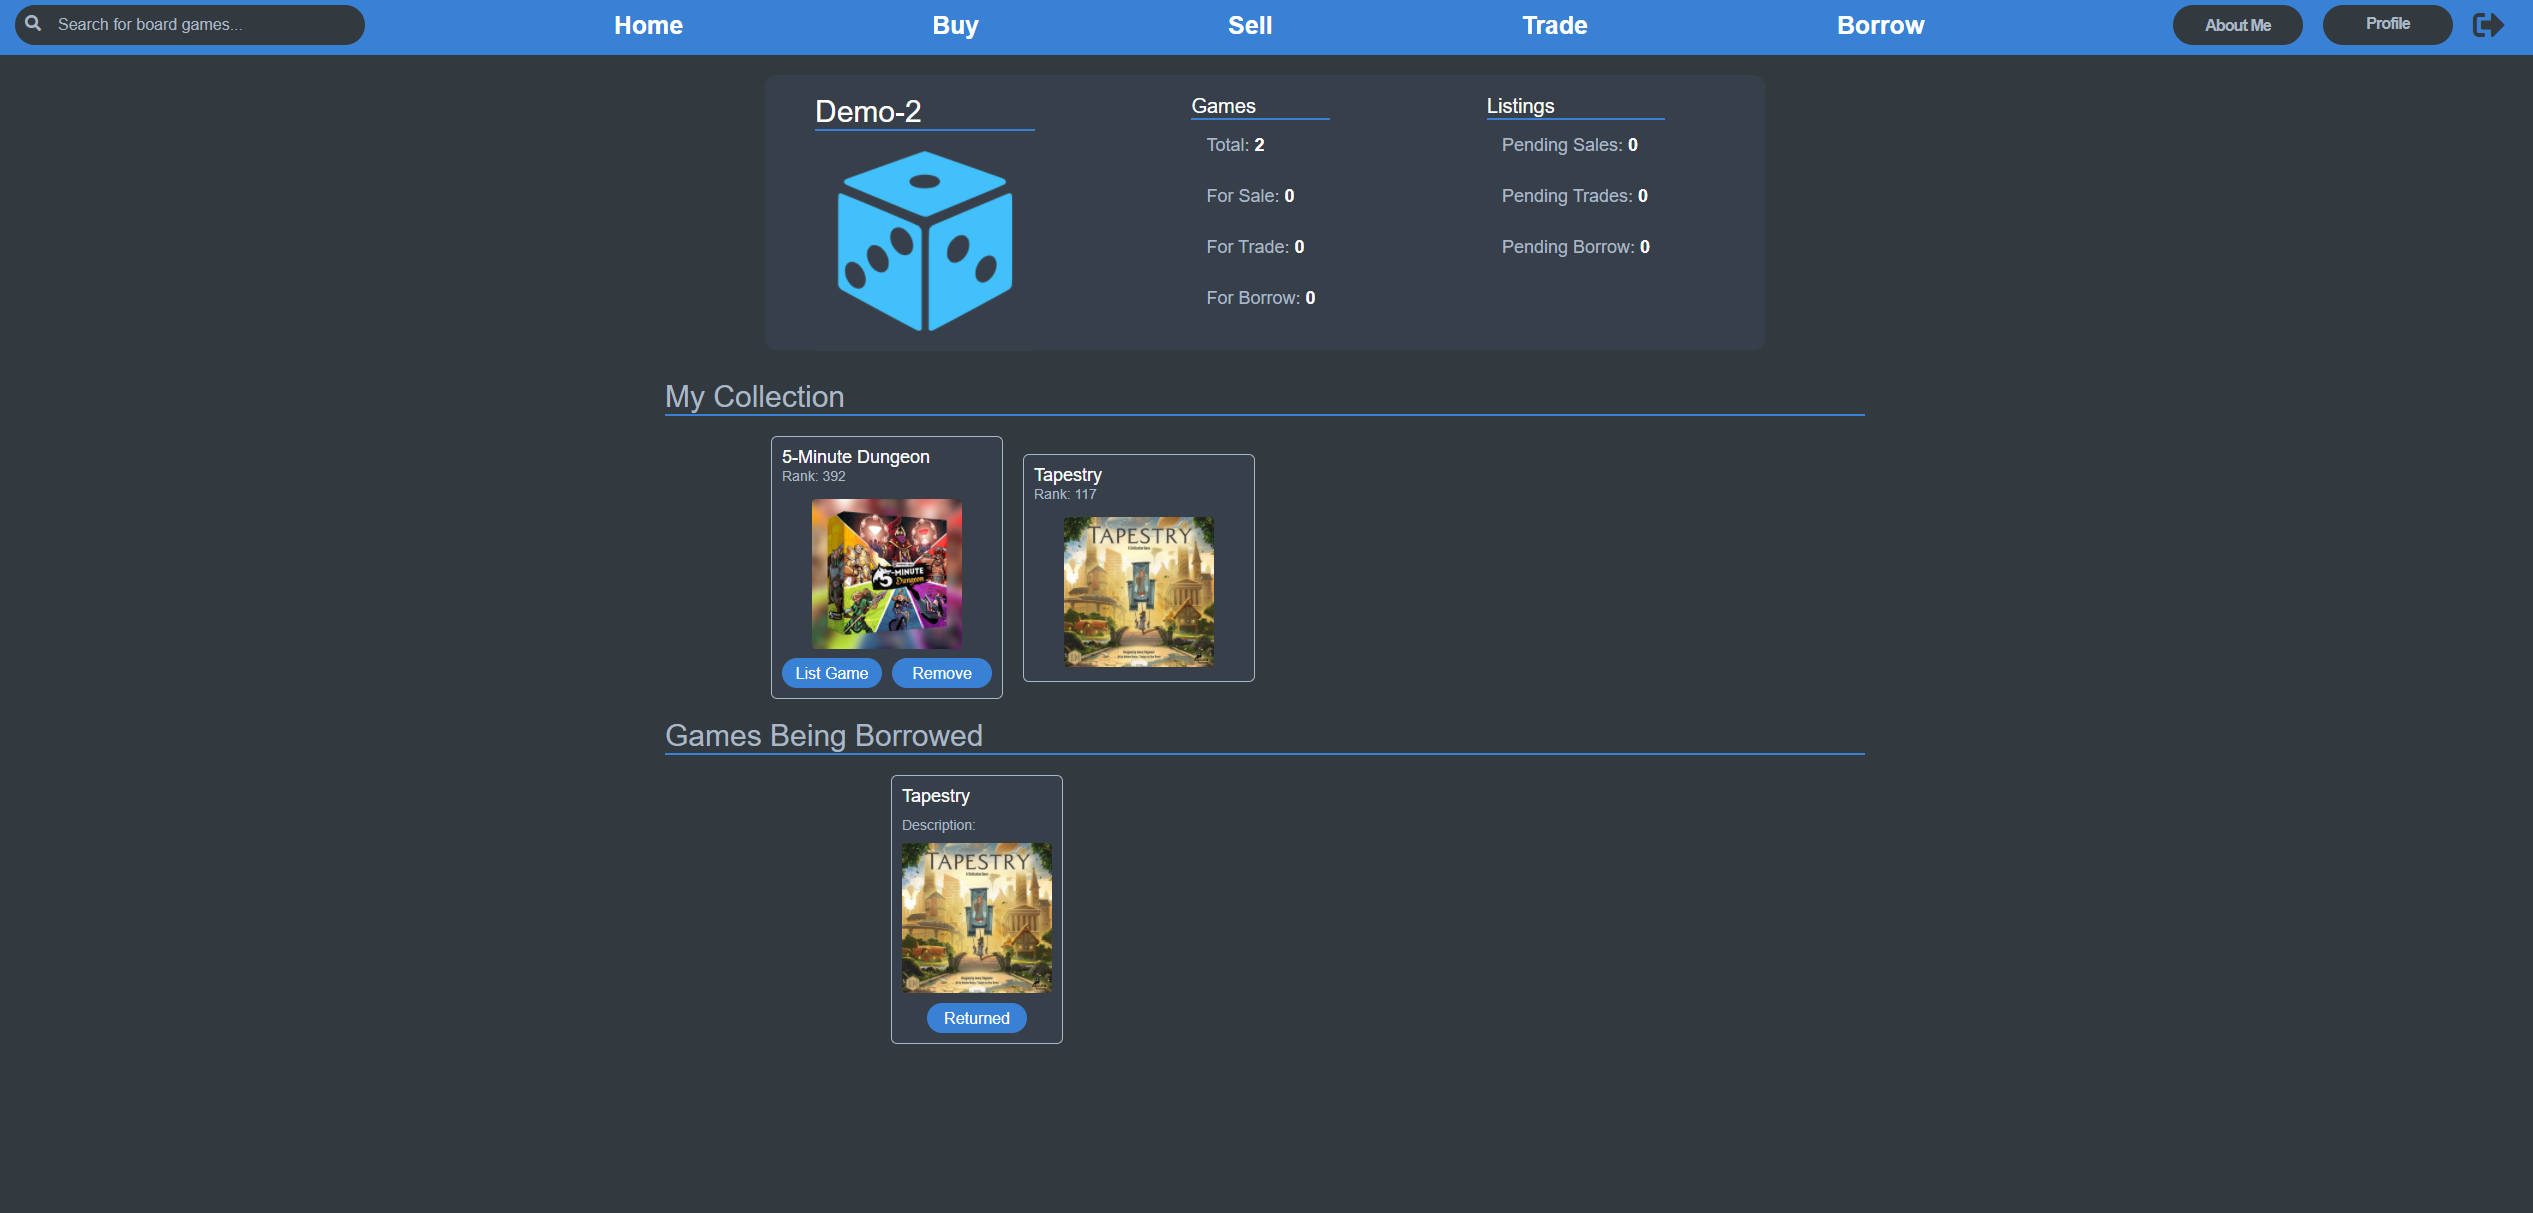 Search for board games...
Home
Buy
Sell
Trade
Borrow
About Me
Profile
Demo-2
Games
Total: 2
For Sale: 0
For Trade: 0
For Borrow: 0
Listings
Pending Sales: 0
Pending Trades: 0
Pending Borrow: 0
My Collection
5-Minute Dungeon
Rank: 392
5-MINUTE
Dungeon
List Game
Remove
Tapestry
Rank: 117
TAPESTRY
Games Being Borrowed
Tapestry
Description:
TAPESTRY
Returned